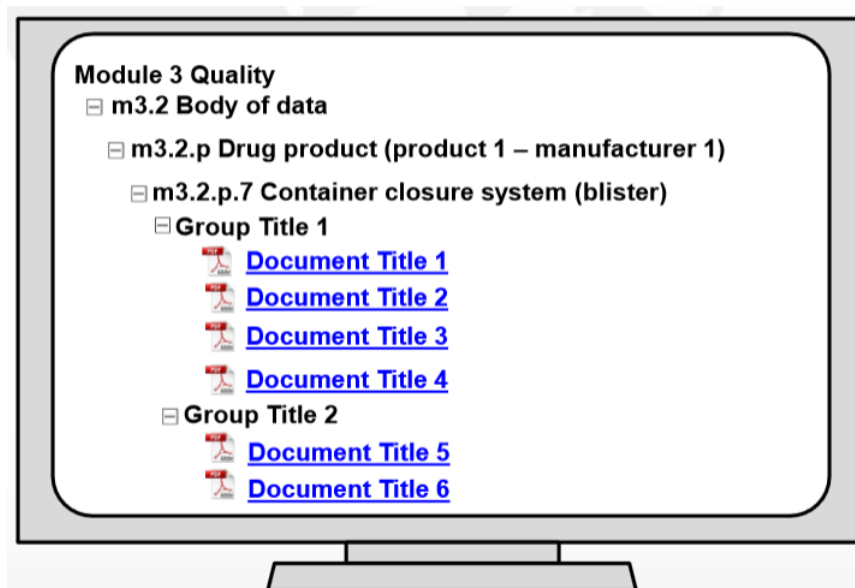 Module 3 Quality
m3.2 Body of data
m3.2.p Drug product (product 1 – manufacturer 1)
m3.2.p.7 Container closure system (blister)
Group Title 1
Document Title 1
Document Title 2
Document Title 3
Document Title 4
Group Title 2
Document Title 5
Document Title 6